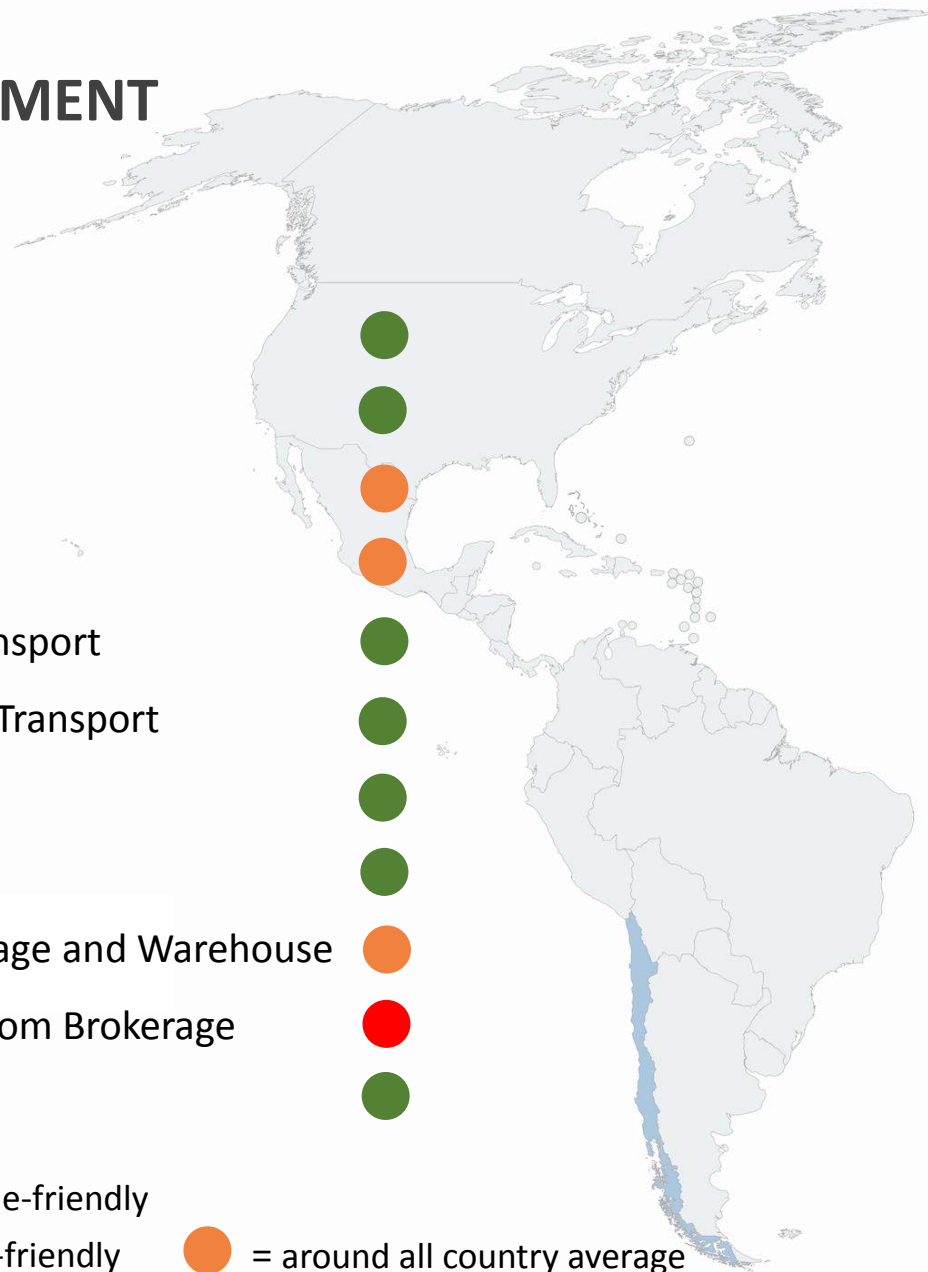 MENT
nsport
Transport
age and Warehouse
om Brokerage
e-friendly
-friendly
= around all country average